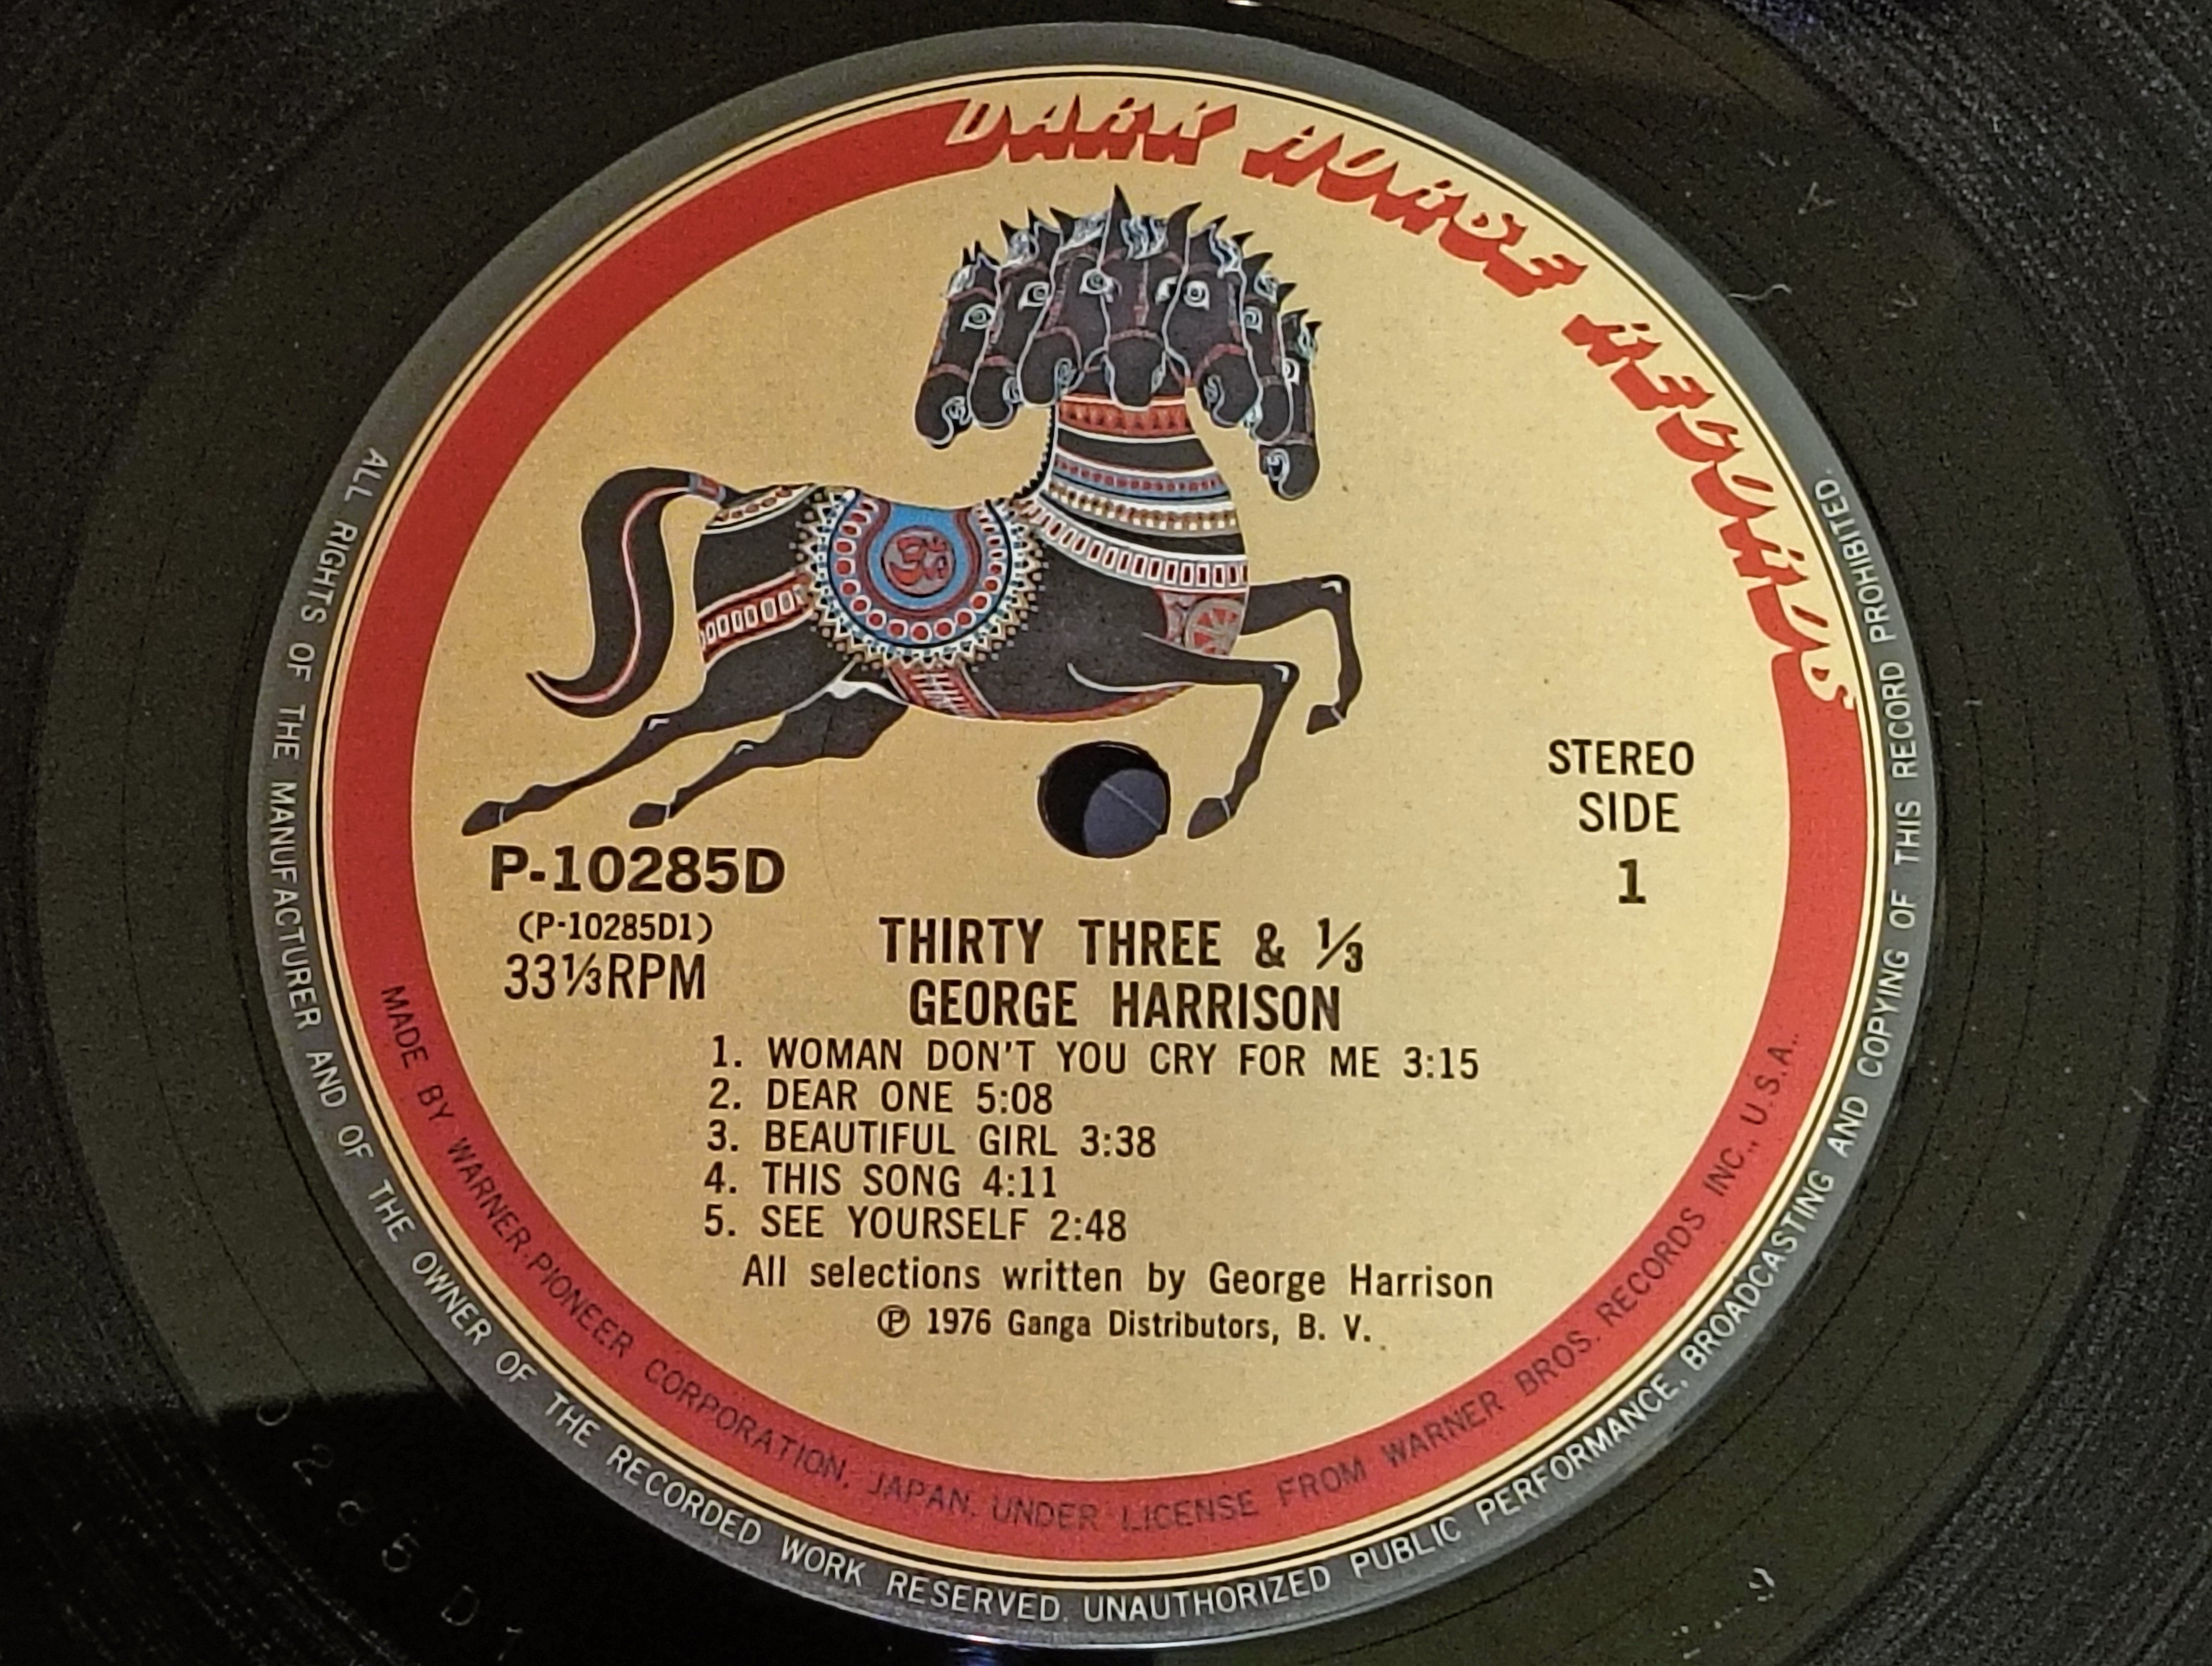 DARK HORSE RECORDS
ॐ
STEREO
SIDE
1
P-10285D
(P-10285D1)
33⅓RPM
THIRTY THREE & ⅓
GEORGE HARRISON
1. WOMAN DON'T YOU CRY FOR ME 3:15
2. DEAR ONE 5:08
3. BEAUTIFUL GIRL 3:38
4. THIS SONG 4:11
5. SEE YOURSELF 2:48
All selections written by George Harrison
Ⓟ 1976 Ganga Distributors, B. V.
MADE BY WARNER-PIONEER CORPORATION, JAPAN. UNDER LICENSE FROM WARNER BROS. RECORDS INC., U.S.A.
ALL RIGHTS OF THE MANUFACTURER AND OF THE OWNER OF THE RECORDED WORK RESERVED. UNAUTHORIZED PUBLIC PERFORMANCE, BROADCASTING AND COPYING OF THIS RECORD PROHIBITED.